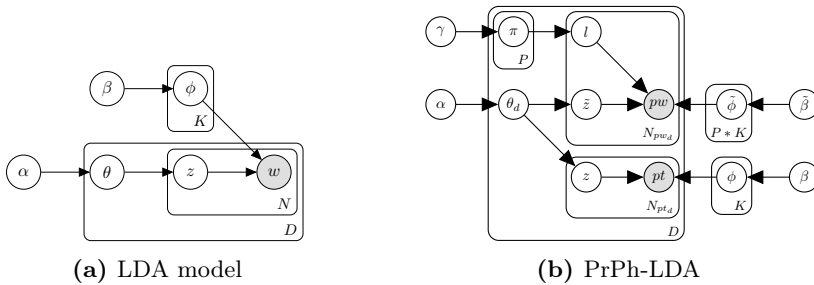 β
ϕ
K
α
θ
z
w
N
D
(a) LDA model
γ
π
P
l
α
θ_d
z̃
pw
N_{pw_d}
ϕ̃
P ∗ K
β̃
z
pt
N_{pt_d}
ϕ
K
β
D
(b) PrPh-LDA